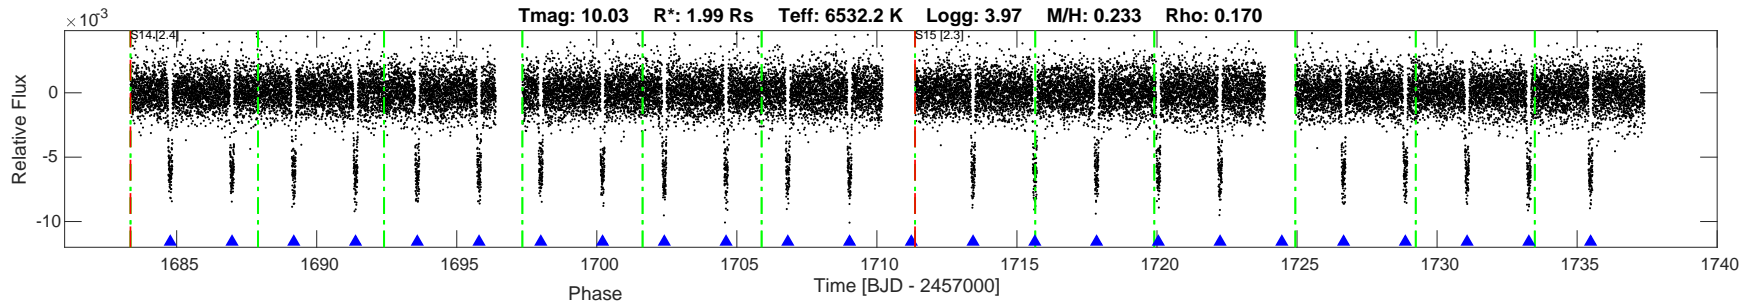 Tmag: 10.03 R*: 1.99 Rs Teff: 6532.2 K Logg: 3.97 M/H: 0.233 Rho: 0.170
×10-3
S14 [2.4]
S15 [2.3]
0
-5
-10
Relative Flux
1685 1690 1695 1700 1705 1710 1715 1720 1725 1730 1735 1740
Phase
Time [BJD - 2457000]